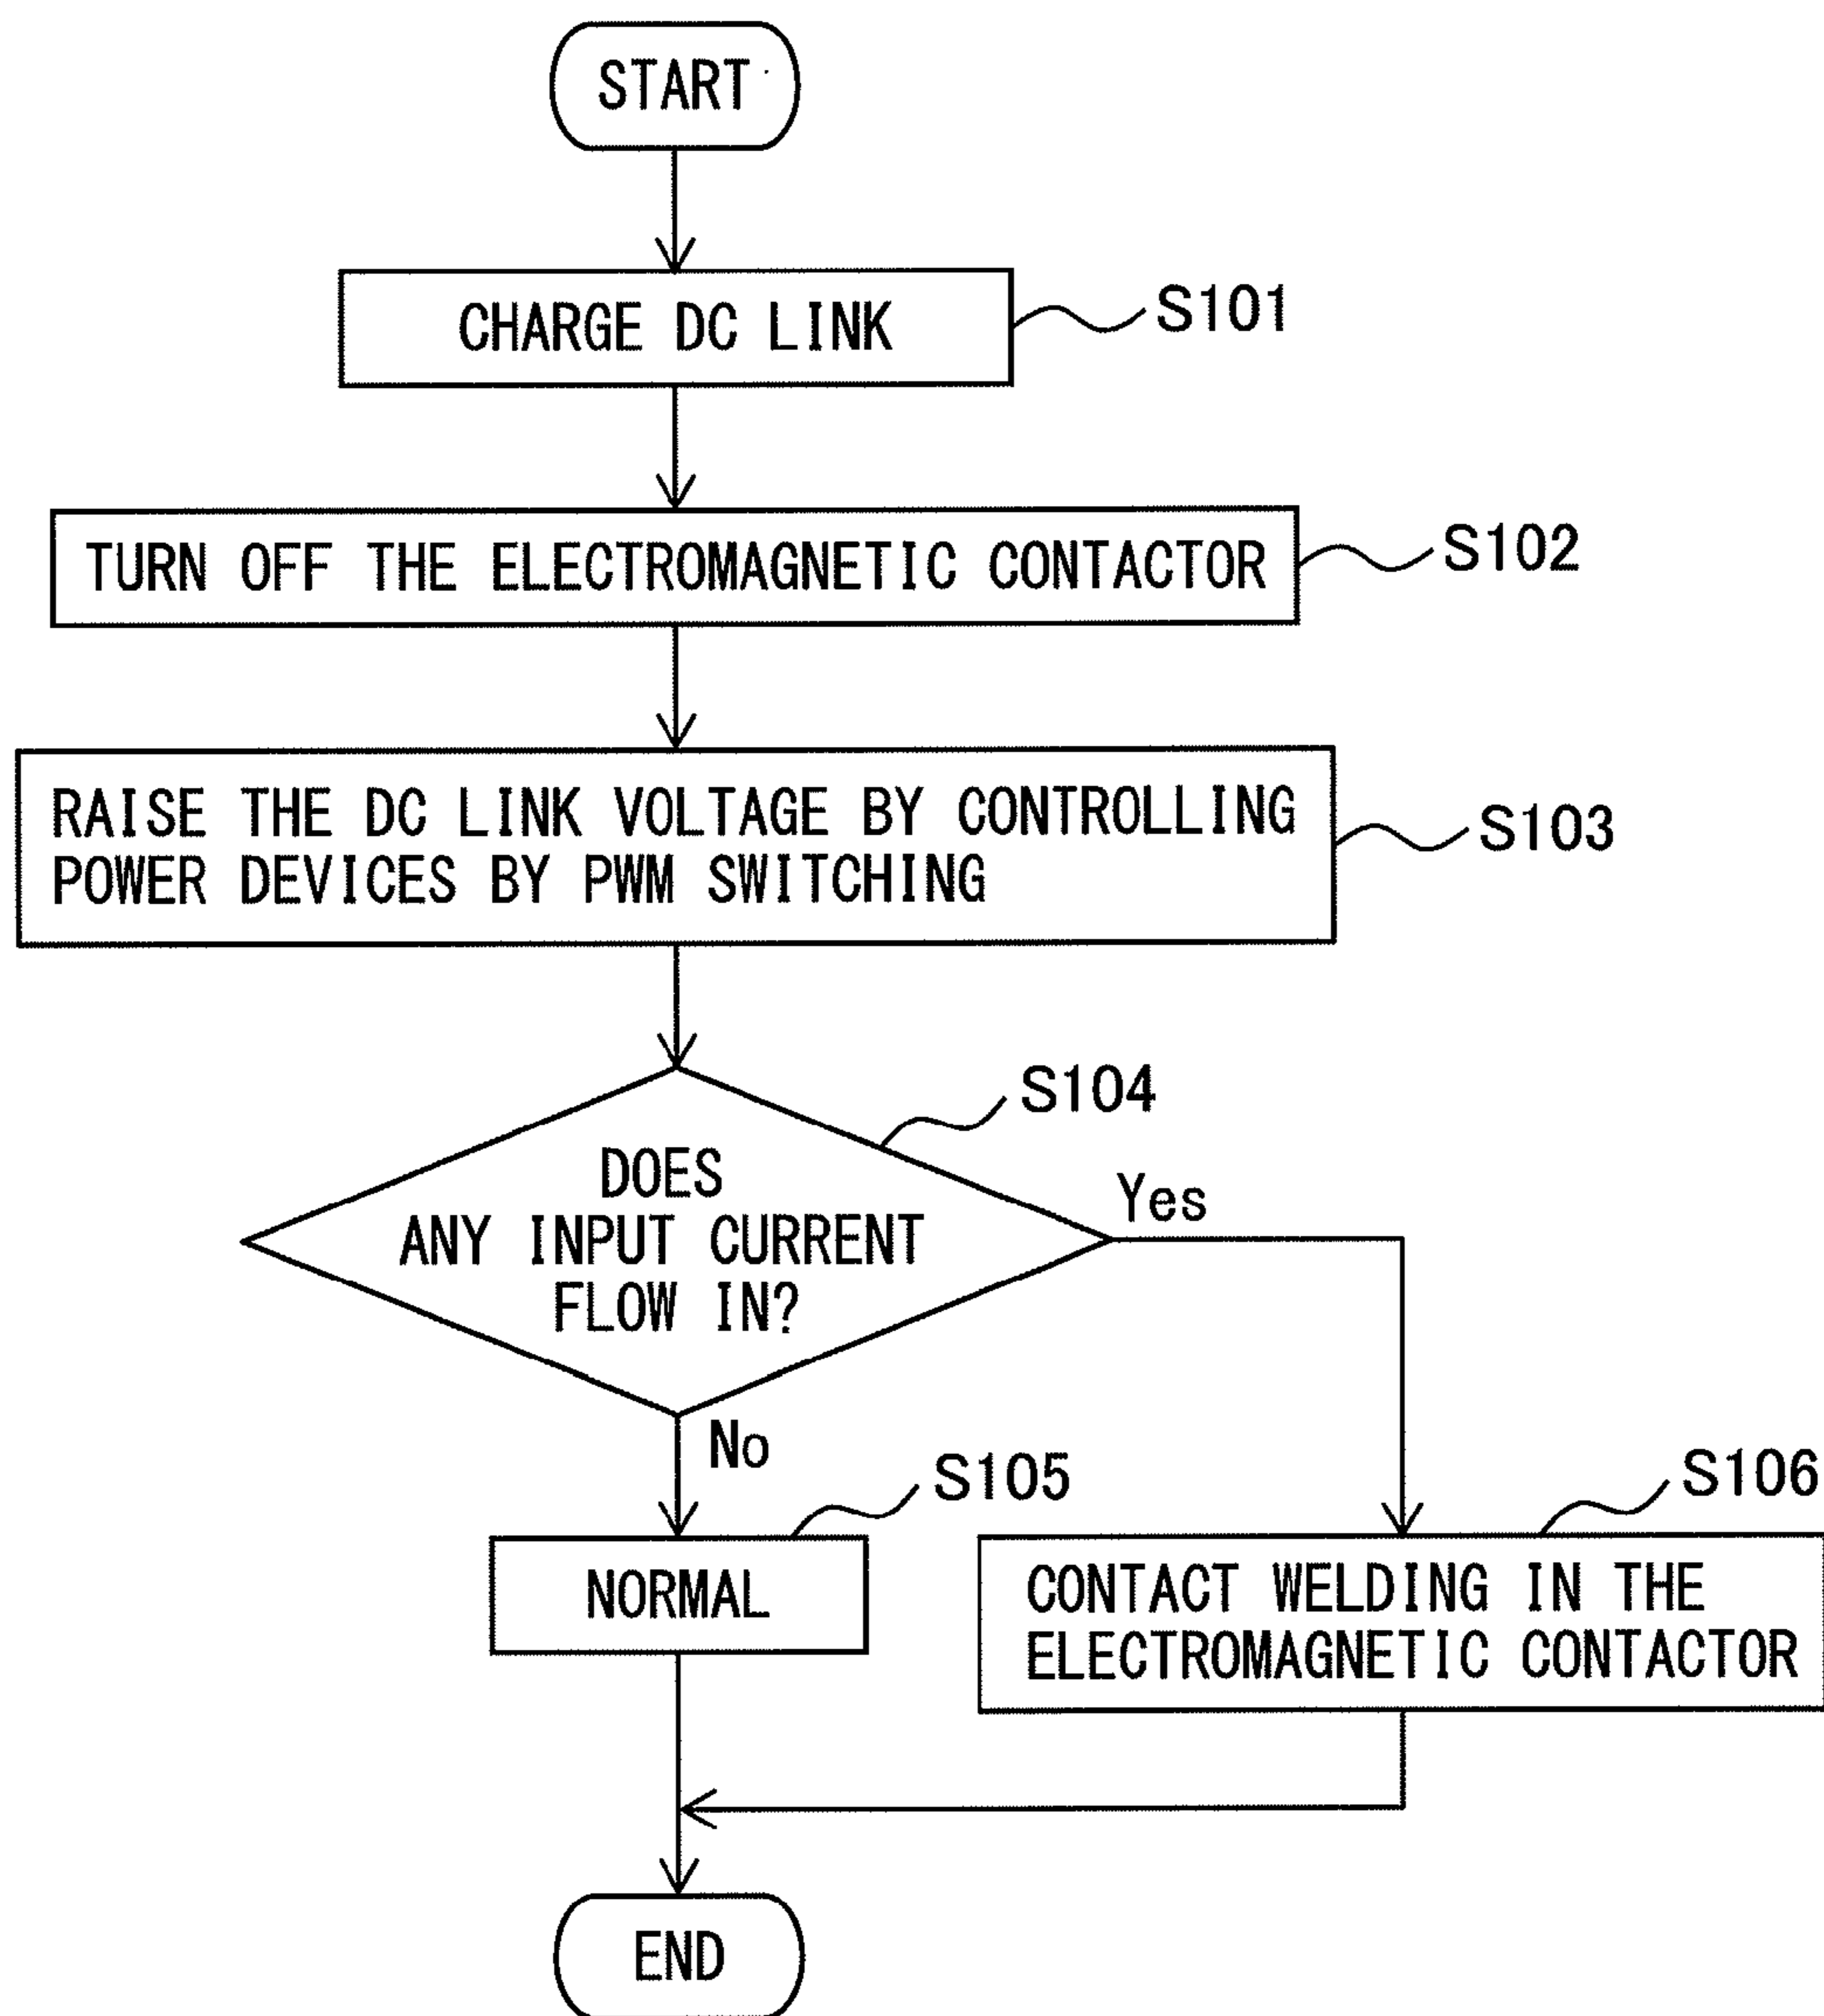 START
CHARGE DC LINK
S101
TURN OFF THE ELECTROMAGNETIC CONTACTOR
S102
RAISE THE DC LINK VOLTAGE BY CONTROLLING
POWER DEVICES BY PWM SWITCHING
S103
S104
DOES
ANY INPUT CURRENT
FLOW IN?
Yes
No
S105
NORMAL
S106
CONTACT WELDING IN THE
ELECTROMAGNETIC CONTACTOR
END